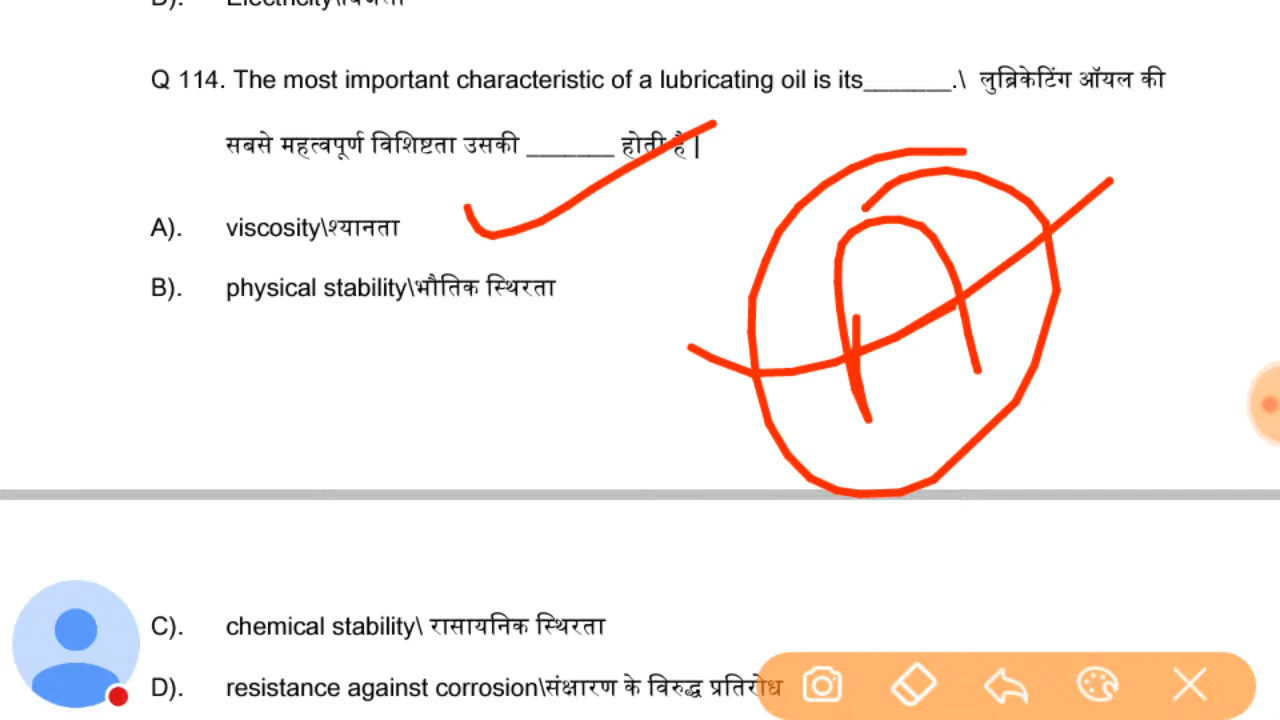 Q 114. The most important characteristic of a lubricating oil is its_______.\ लुब्रिकेटिंग ऑयल की
सबसे महत्वपूर्ण विशिष्टता उसकी _______ होती है |
A). viscosity\श्यानता
B). physical stability\भौतिक स्थिरता
A
C). chemical stability\ रासायनिक स्थिरता
D). resistance against corrosion\संक्षारण के विरुद्ध प्रतिरोध